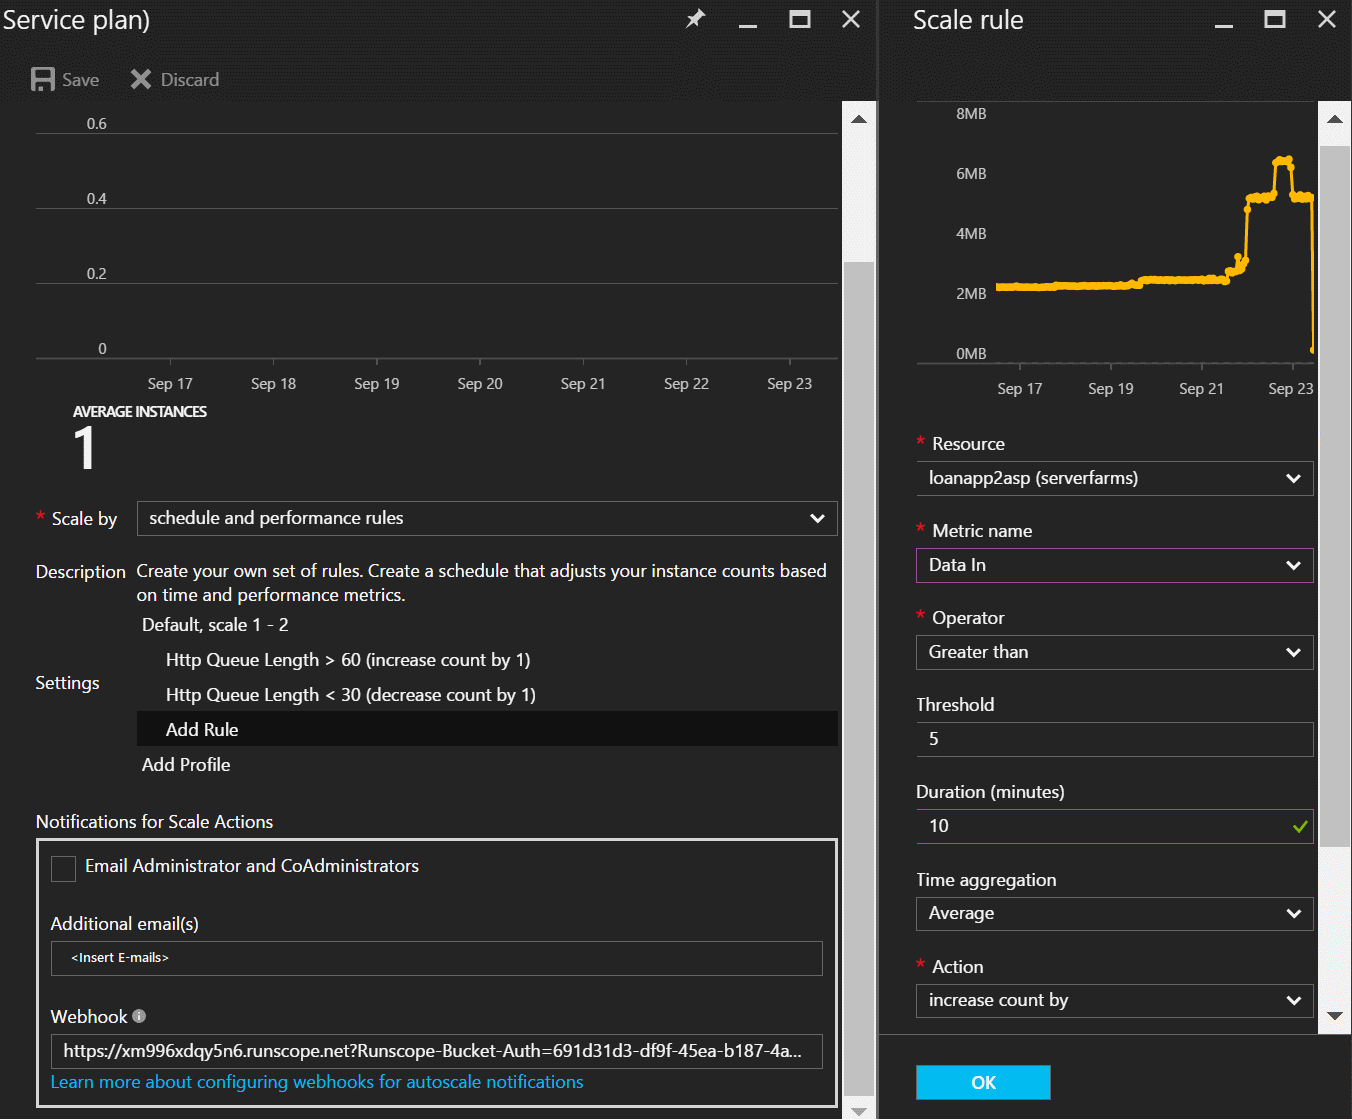 Service plan)
Save
Discard
0.6
0.4
0.2
0
Sep 17
Sep 18
Sep 19
Sep 20
Sep 21
Sep 22
Sep 23
AVERAGE INSTANCES
1
* Scale by
schedule and performance rules
Description
Create your own set of rules. Create a schedule that adjusts your instance counts based
on time and performance metrics.
Default, scale 1 - 2
Http Queue Length > 60 (increase count by 1)
Settings
Http Queue Length < 30 (decrease count by 1)
Add Rule
Add Profile
Notifications for Scale Actions
Email Administrator and CoAdministrators
Additional email(s)
<Insert E-mails>
Webhook
https://xm996xdqy5n6.runscope.net?Runscope-Bucket-Auth=691d31d3-df9f-45ea-b187-4a...
Learn more about configuring webhooks for autoscale notifications
Scale rule
8MB
6MB
4MB
2MB
0MB
Sep 17
Sep 19
Sep 21
Sep 23
* Resource
loanapp2asp (serverfarms)
* Metric name
Data In
* Operator
Greater than
Threshold
5
Duration (minutes)
10
Time aggregation
Average
* Action
increase count by
OK